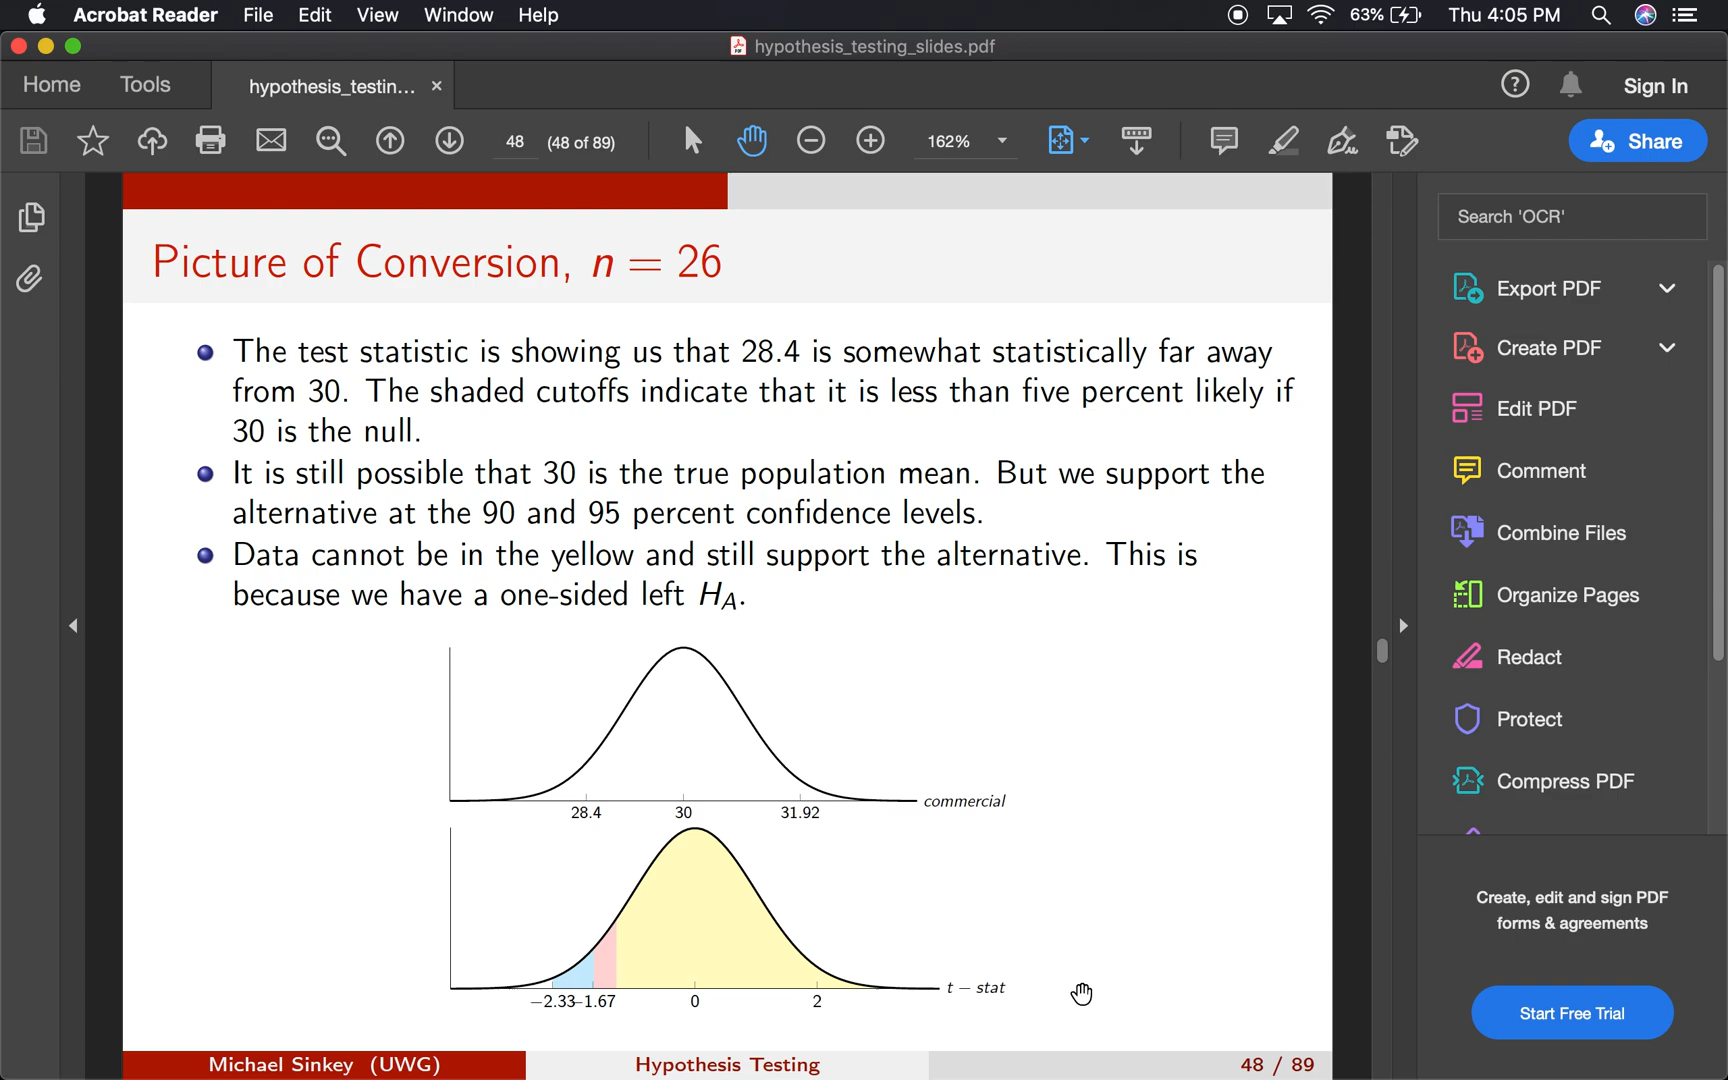 Acrobat Reader File Edit View Window Help 63% Thu 4:05 PM
hypothesis_testing_slides.pdf
Home Tools hypothesis_testin... × Sign In
48 (48 of 89) 162% Share
Picture of Conversion, n = 26
The test statistic is showing us that 28.4 is somewhat statistically far away
from 30. The shaded cutoffs indicate that it is less than five percent likely if
30 is the null.
It is still possible that 30 is the true population mean. But we support the
alternative at the 90 and 95 percent confidence levels.
Data cannot be in the yellow and still support the alternative. This is
because we have a one-sided left H_A.
commercial
28.4 30 31.92
t − stat
−2.33 −1.67 0 2
Michael Sinkey (UWG) Hypothesis Testing 48 / 89
Search 'OCR'
Export PDF
Create PDF
Edit PDF
Comment
Combine Files
Organize Pages
Redact
Protect
Compress PDF
Create, edit and sign PDF
forms & agreements
Start Free Trial